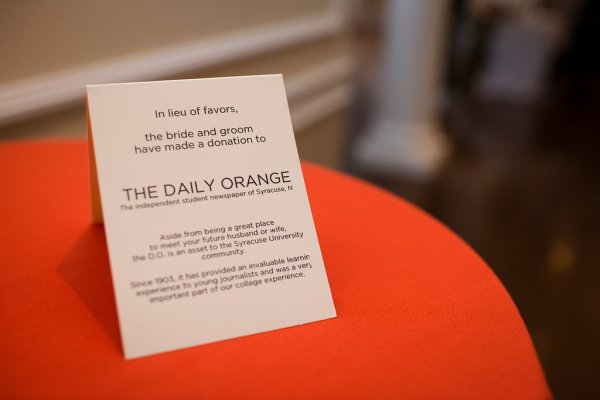 In lieu of favors,
the bride and groom
have made a donation to
THE DAILY ORANGE
The independent student newspaper of Syracuse, N
Aside from being a great place
to meet your future husband or wife,
the D.O. is an asset to the Syracuse University
community.
Since 1903, it has provided an invaluable learnin
experience to young journalists and was a very
important part of our college experience.